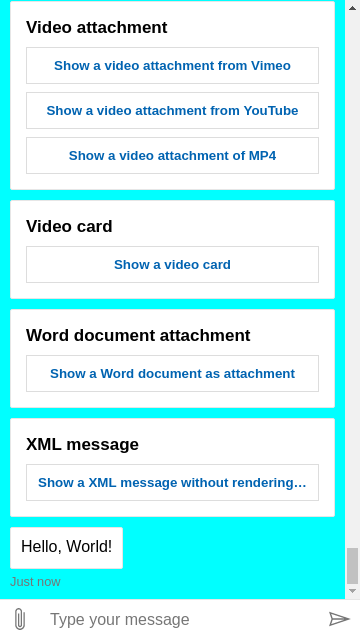 Video attachment
Show a video attachment from Vimeo
Show a video attachment from YouTube
Show a video attachment of MP4
Video card
Show a video card
Word document attachment
Show a Word document as attachment
XML message
Show a XML message without rendering…
Hello, World!
Just now
Type your message